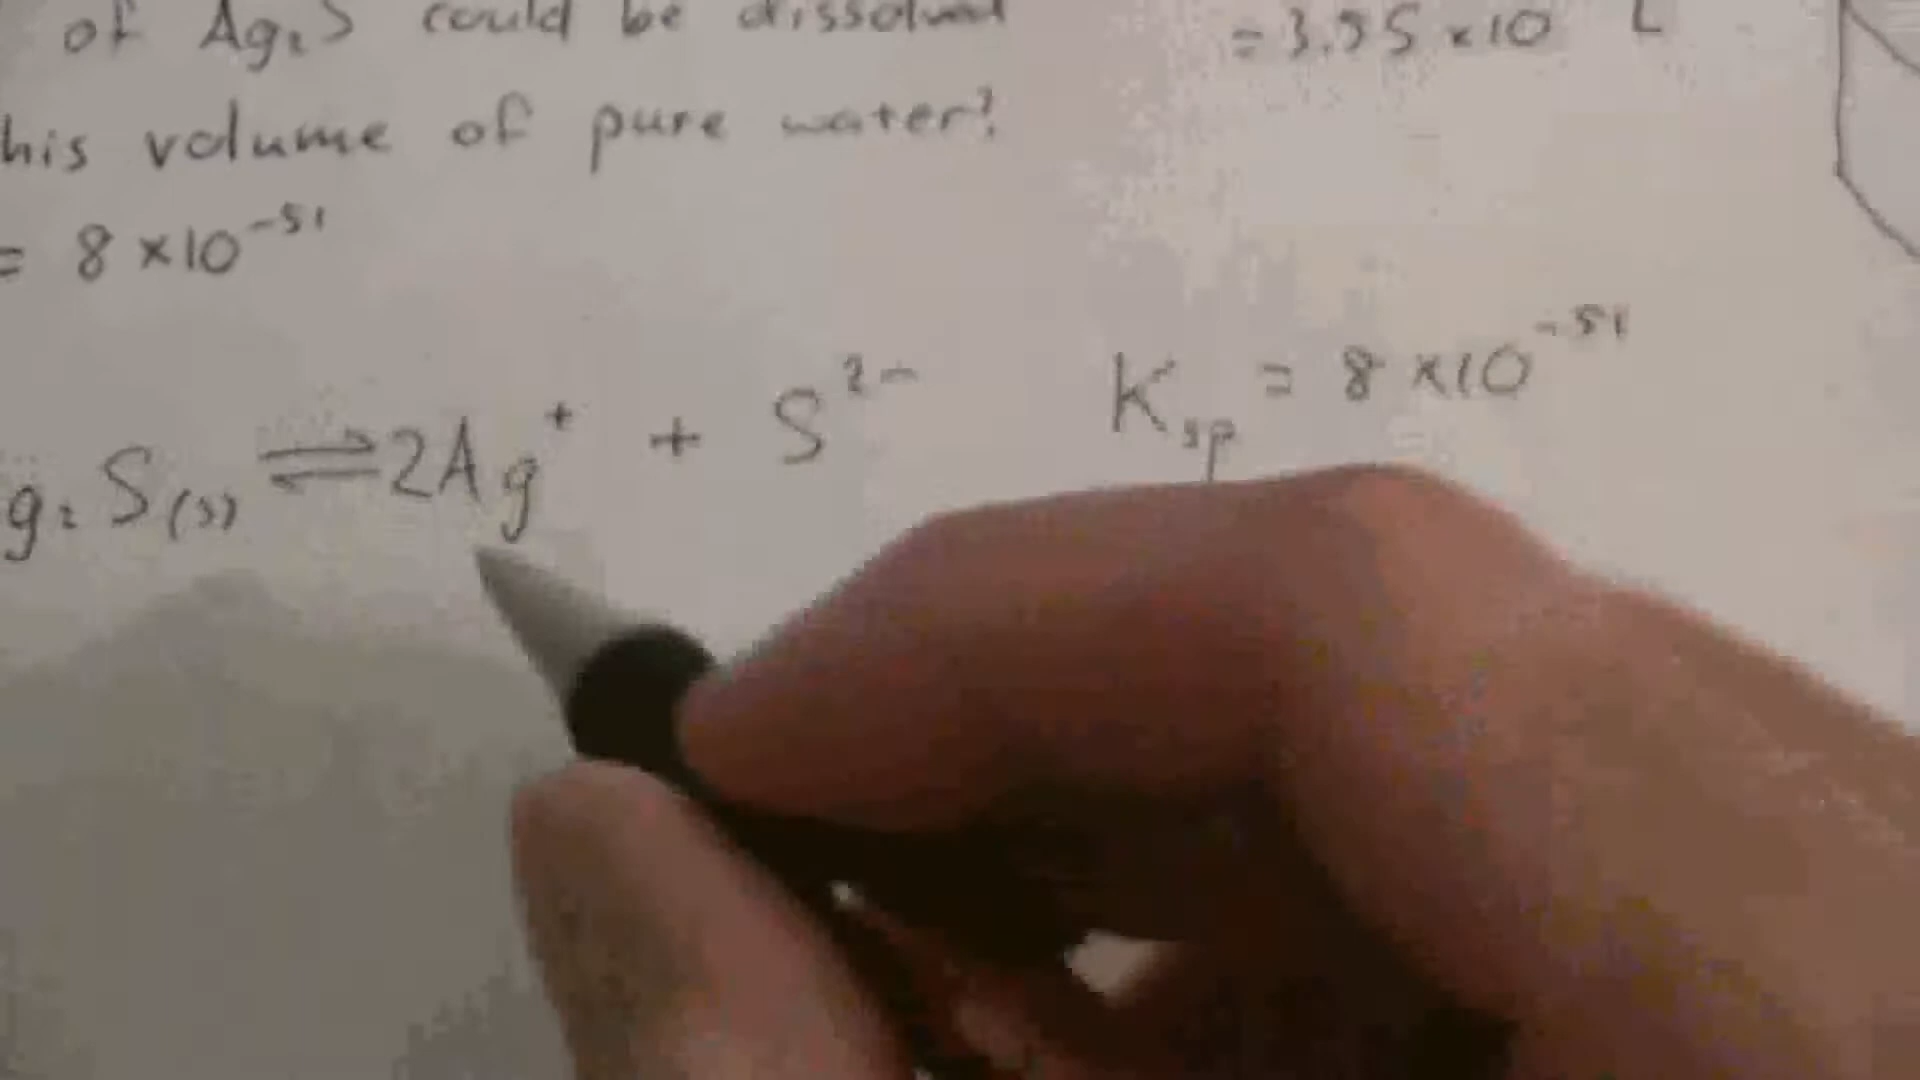 of Ag₂S could be dissolved
his volume of pure water?
= 8 ×10⁻⁵¹
= 3.55 ×10 L
g₂S(s) ⇌ 2Ag⁺ + S²⁻
Ksp = 8 ×10⁻⁵¹